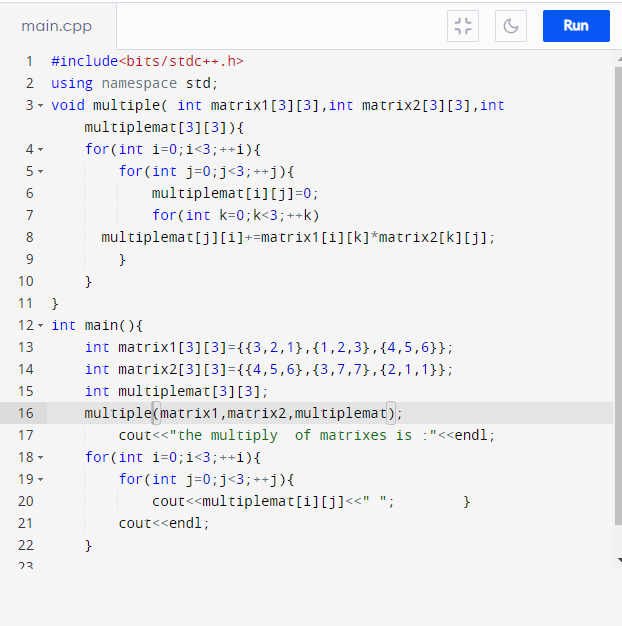 main.cpp
Run
1 #include<bits/stdc++.h>
2 using namespace std;
3 void multiple( int matrix1[3][3],int matrix2[3][3],int
multiplemat[3][3]){
4 for(int i=0;i<3;++i){
5 for(int j=0;j<3;++j){
6 multiplemat[i][j]=0;
7 for(int k=0;k<3;++k)
8 multiplemat[j][i]+=matrix1[i][k]*matrix2[k][j];
9 }
10 }
11 }
12 int main(){
13 int matrix1[3][3]={{3,2,1},{1,2,3},{4,5,6}};
14 int matrix2[3][3]={{4,5,6},{3,7,7},{2,1,1}};
15 int multiplemat[3][3];
16 multiple(matrix1,matrix2,multiplemat);
17 cout<<"the multiply  of matrixes is :"<<endl;
18 for(int i=0;i<3;++i){
19 for(int j=0;j<3;++j){
20 cout<<multiplemat[i][j]<<" "; }
21 cout<<endl;
22 }
23